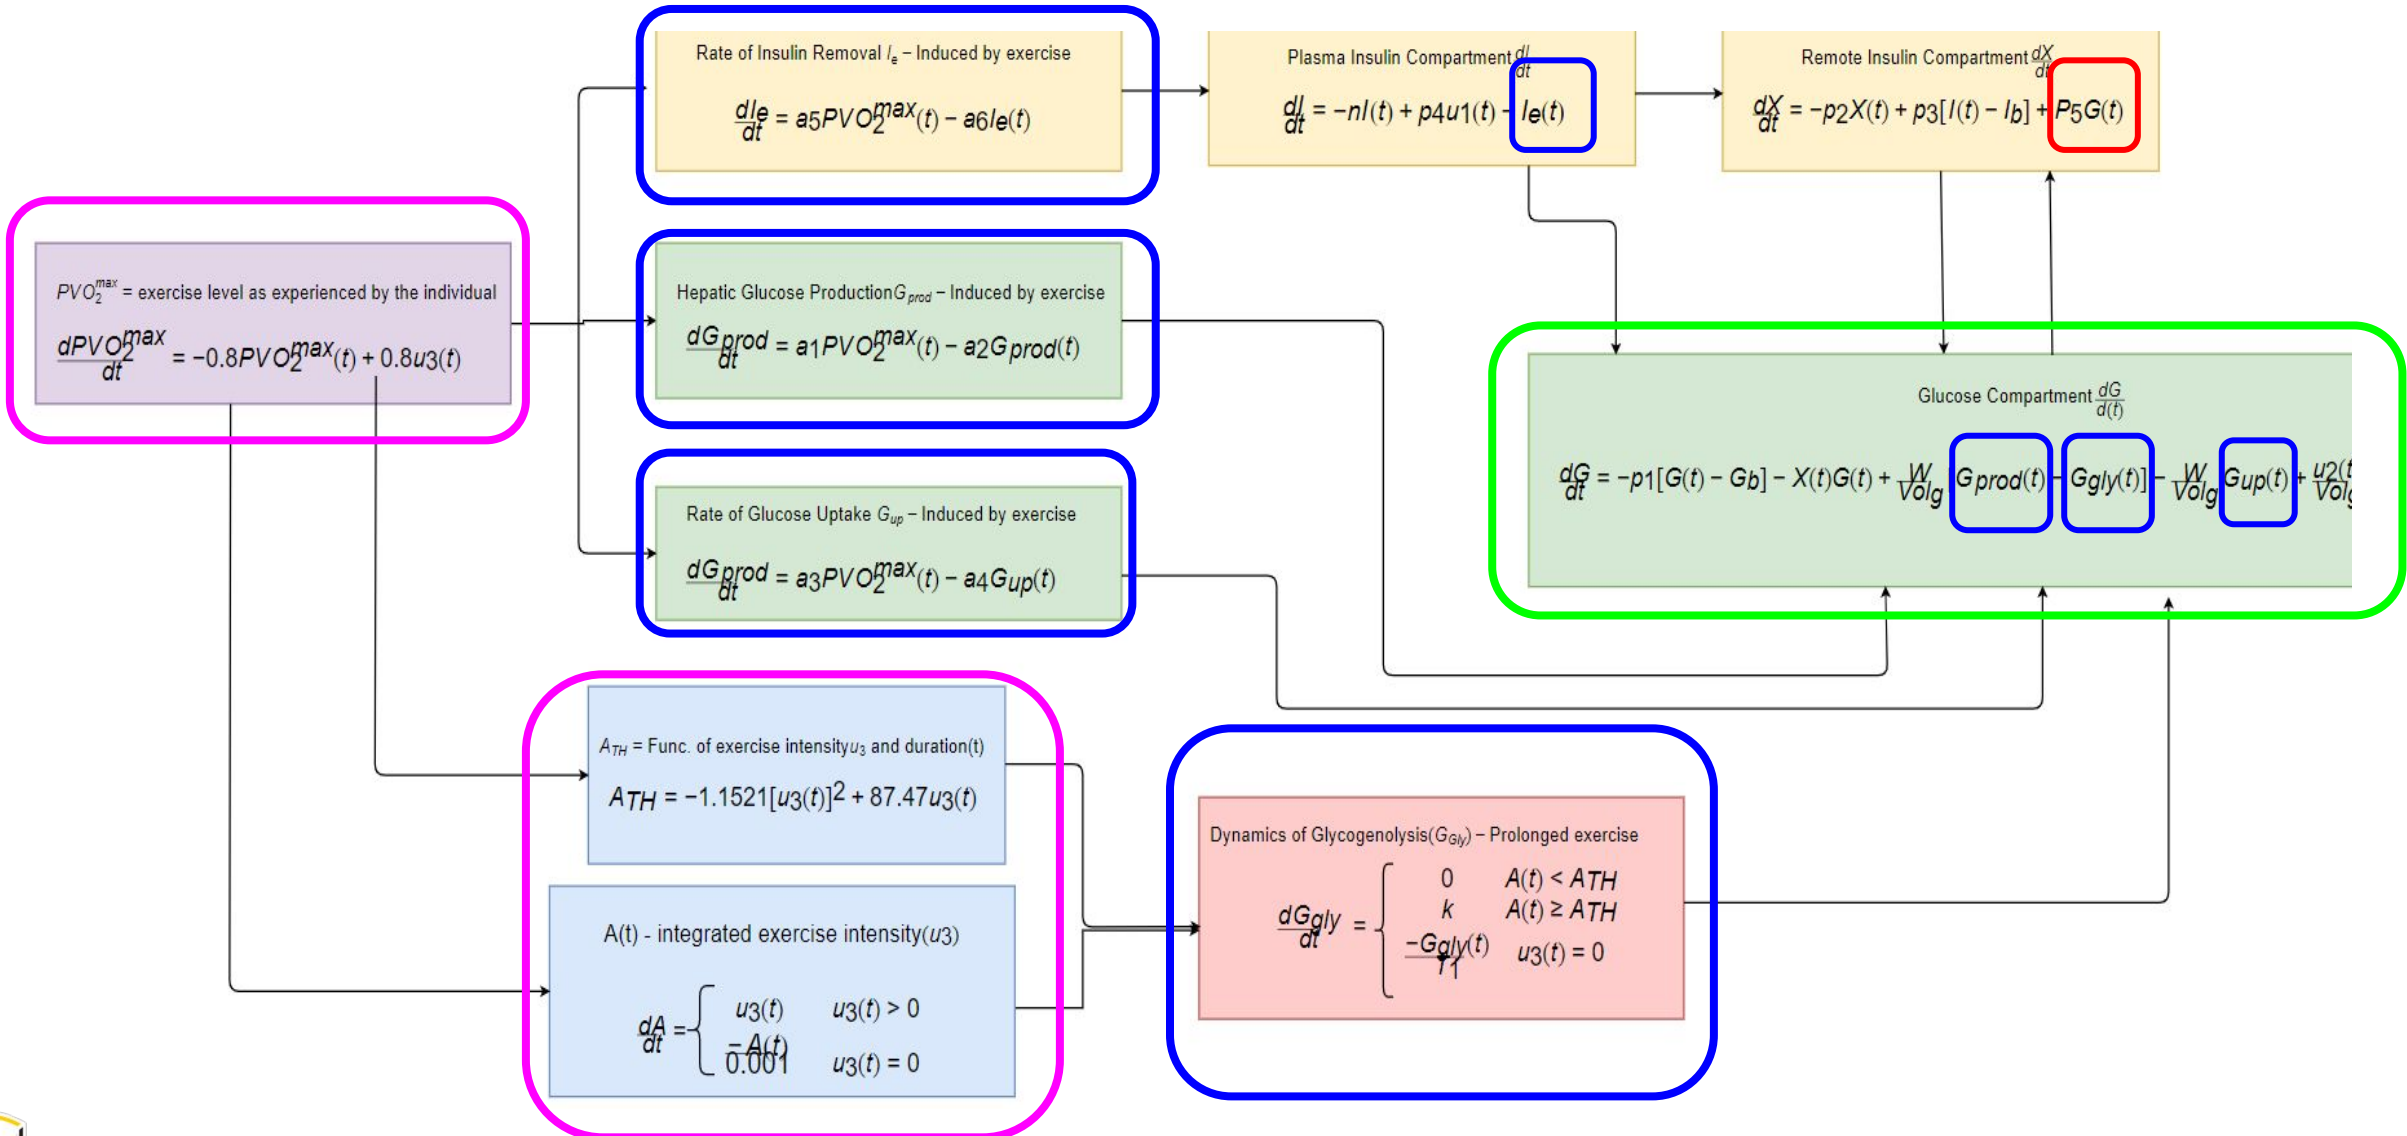 Rate of Insulin Removal Ie − Induced by exercise
dIe/dt = a5PVO2max(t) − a6Ie(t)
Plasma Insulin Compartment dI/dt
dI/dt = −nI(t) + p4u1(t) − Ie(t)
Remote Insulin Compartment dX/dt
dX/dt = −p2X(t) + p3[I(t) − Ib] + P5G(t)
PVO2max = exercise level as experienced by the individual
dPVO2max/dt = −0.8PVO2max(t) + 0.8u3(t)
Hepatic Glucose Production Gprod − Induced by exercise
dGprod/dt = a1PVO2max(t) − a2Gprod(t)
Rate of Glucose Uptake Gup − Induced by exercise
dGprod/dt = a3PVO2max(t) − a4Gup(t)
Glucose Compartment dG/d(t)
dG/dt = −p1[G(t) − Gb] − X(t)G(t) + W/Volg [Gprod(t) − Ggly(t)] − W/Volg Gup(t) + u2(t/Volg
ATH = Func. of exercise intensity u3 and duration(t)
ATH = −1.1521[u3(t)]2 + 87.47u3(t)
A(t) - integrated exercise intensity(u3)
dA/dt = { u3(t) u3(t) > 0
−A(t)/0.001 u3(t) = 0
Dynamics of Glycogenolysis(GGly) − Prolonged exercise
dGgly/dt = { 0 A(t) < ATH
k A(t) ≥ ATH
−Ggly(t)/T1 u3(t) = 0